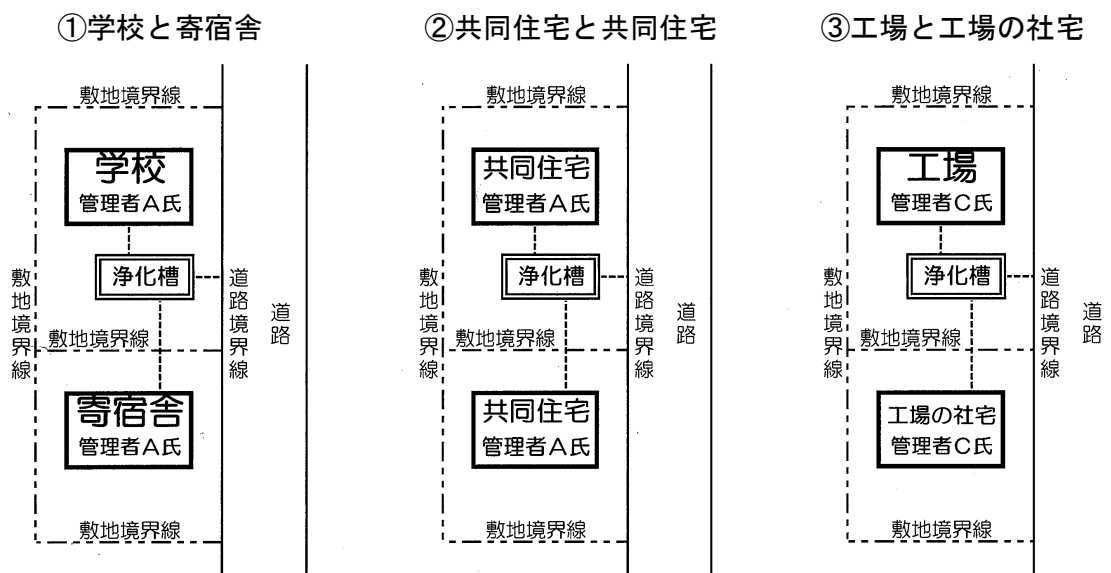 ①学校と寄宿舎
敷地境界線
学校
管理者A氏
浄化槽
敷地境界線
道路境界線
道路
敷地境界線
寄宿舎
管理者A氏
敷地境界線
②共同住宅と共同住宅
敷地境界線
共同住宅
管理者A氏
浄化槽
敷地境界線
道路境界線
道路
敷地境界線
共同住宅
管理者A氏
敷地境界線
③工場と工場の社宅
敷地境界線
工場
管理者C氏
浄化槽
敷地境界線
道路境界線
道路
敷地境界線
工場の社宅
管理者C氏
敷地境界線